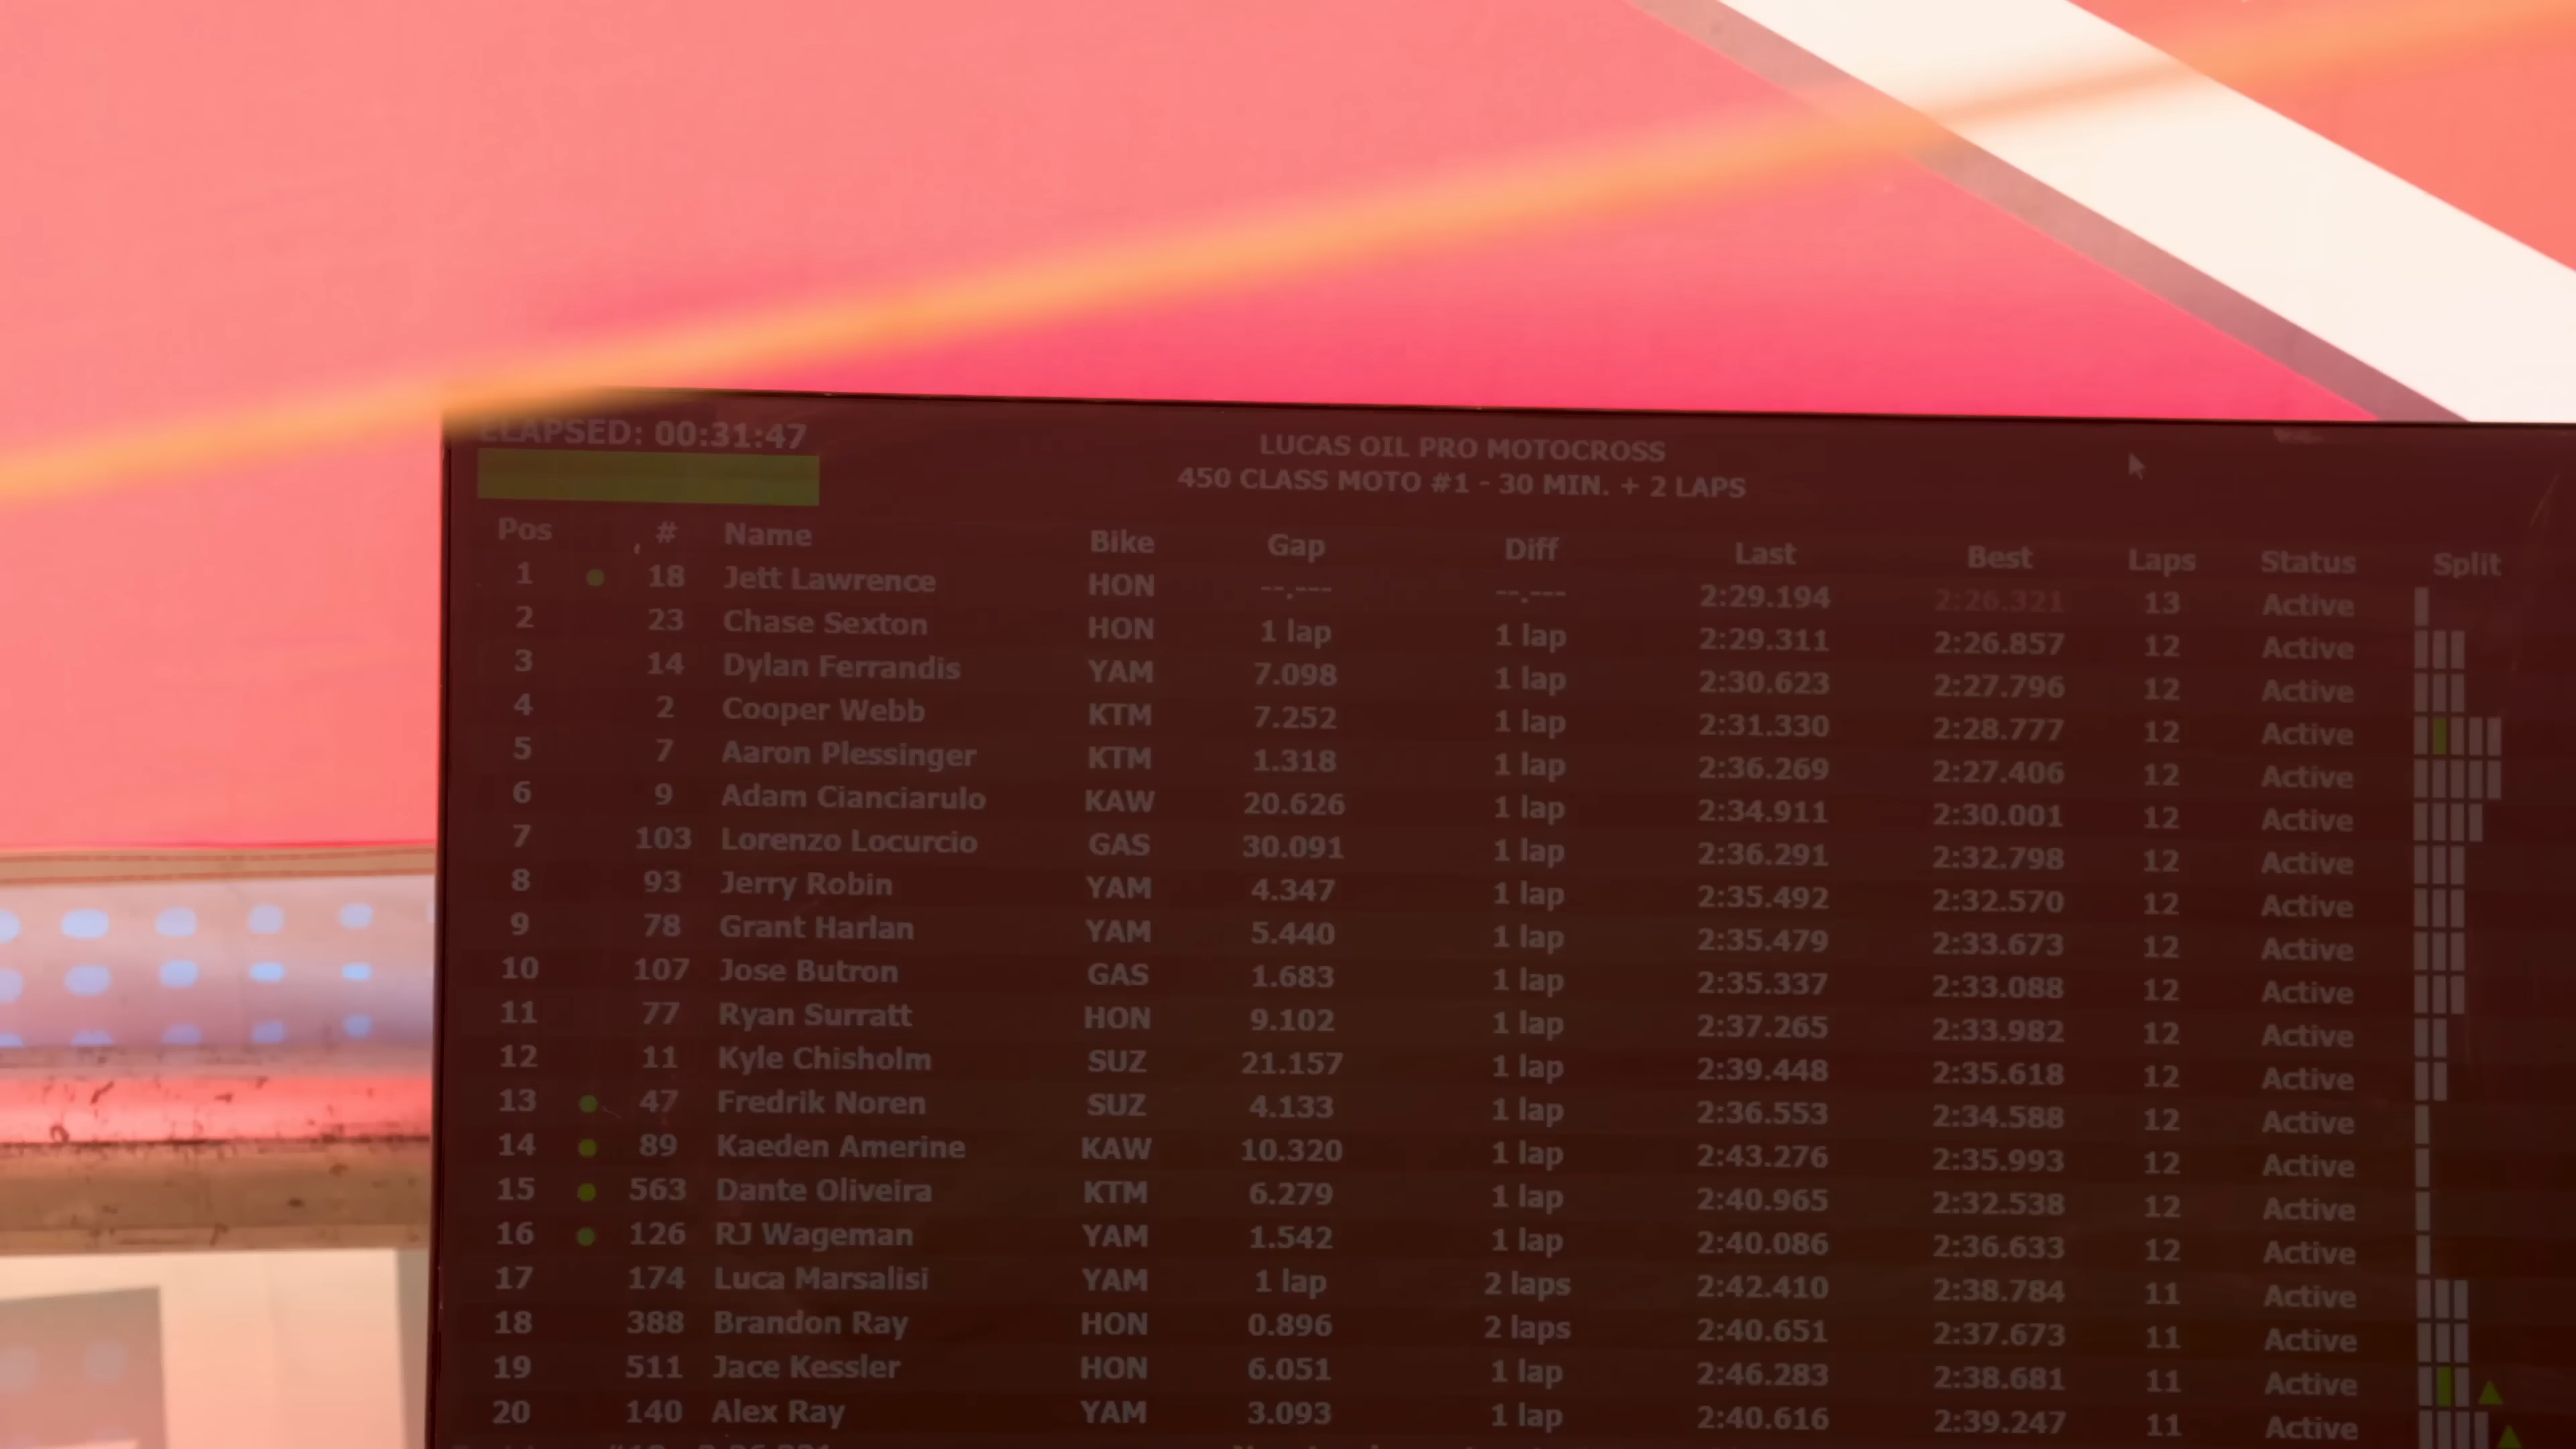 ELAPSED: 00:31:47
LUCAS OIL PRO MOTOCROSS
450 CLASS MOTO #1 - 30 MIN. + 2 LAPS
Pos # Name Bike Gap Diff Last Best Laps Status Split
1 18 Jett Lawrence HON --.--- --.--- 2:29.194 2:26.321 13 Active
2 23 Chase Sexton HON 1 lap 1 lap 2:29.311 2:26.857 12 Active
3 14 Dylan Ferrandis YAM 7.098 1 lap 2:30.623 2:27.796 12 Active
4 2 Cooper Webb KTM 7.252 1 lap 2:31.330 2:28.777 12 Active
5 7 Aaron Plessinger KTM 1.318 1 lap 2:36.269 2:27.406 12 Active
6 9 Adam Cianciarulo KAW 20.626 1 lap 2:34.911 2:30.001 12 Active
7 103 Lorenzo Locurcio GAS 30.091 1 lap 2:36.291 2:32.798 12 Active
8 93 Jerry Robin YAM 4.347 1 lap 2:35.492 2:32.570 12 Active
9 78 Grant Harlan YAM 5.440 1 lap 2:35.479 2:33.673 12 Active
10 107 Jose Butron GAS 1.683 1 lap 2:35.337 2:33.088 12 Active
11 77 Ryan Surratt HON 9.102 1 lap 2:37.265 2:33.982 12 Active
12 11 Kyle Chisholm SUZ 21.157 1 lap 2:39.448 2:35.618 12 Active
13 47 Fredrik Noren SUZ 4.133 1 lap 2:36.553 2:34.588 12 Active
14 89 Kaeden Amerine KAW 10.320 1 lap 2:43.276 2:35.993 12 Active
15 563 Dante Oliveira KTM 6.279 1 lap 2:40.965 2:32.538 12 Active
16 126 RJ Wageman YAM 1.542 1 lap 2:40.086 2:36.633 12 Active
17 174 Luca Marsalisi YAM 1 lap 2 laps 2:42.410 2:38.784 11 Active
18 388 Brandon Ray HON 0.896 2 laps 2:40.651 2:37.673 11 Active
19 511 Jace Kessler HON 6.051 1 lap 2:46.283 2:38.681 11 Active
20 140 Alex Ray YAM 3.093 1 lap 2:40.616 2:39.247 11 Active